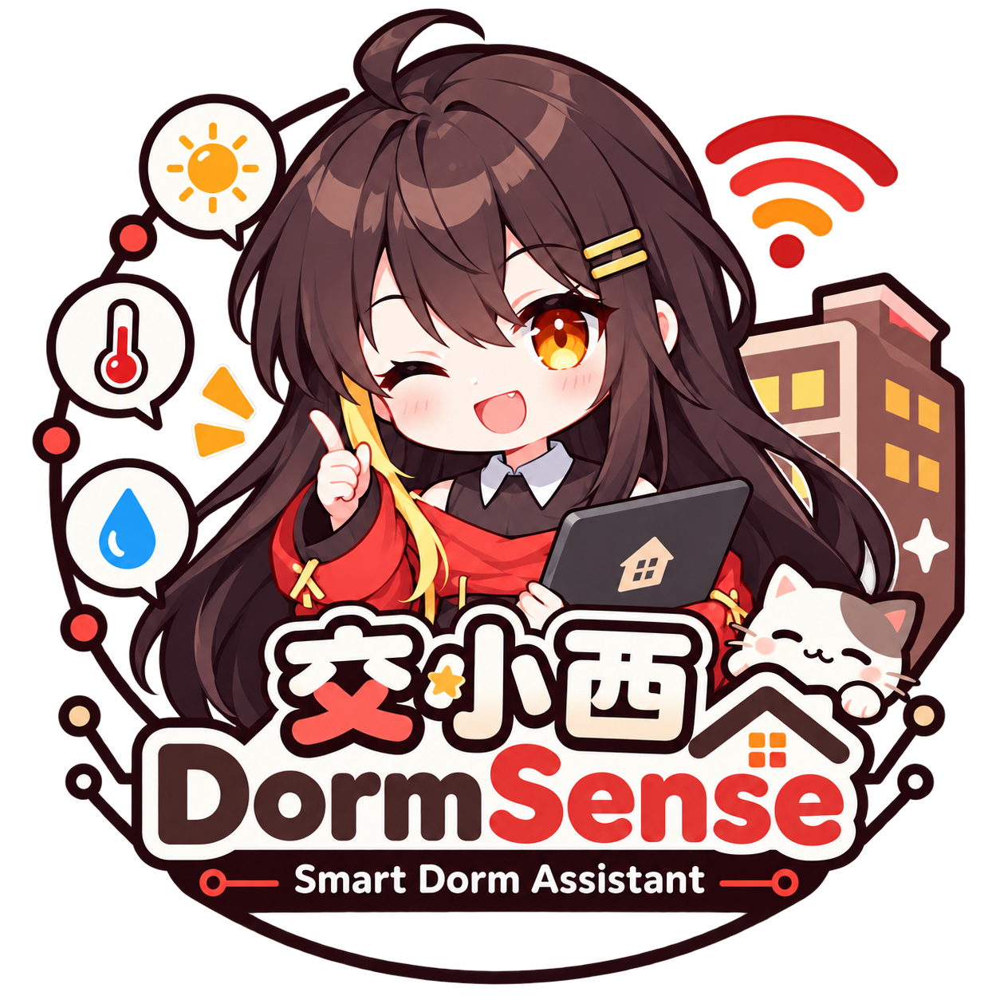 交小西
DormSense
Smart Dorm Assistant